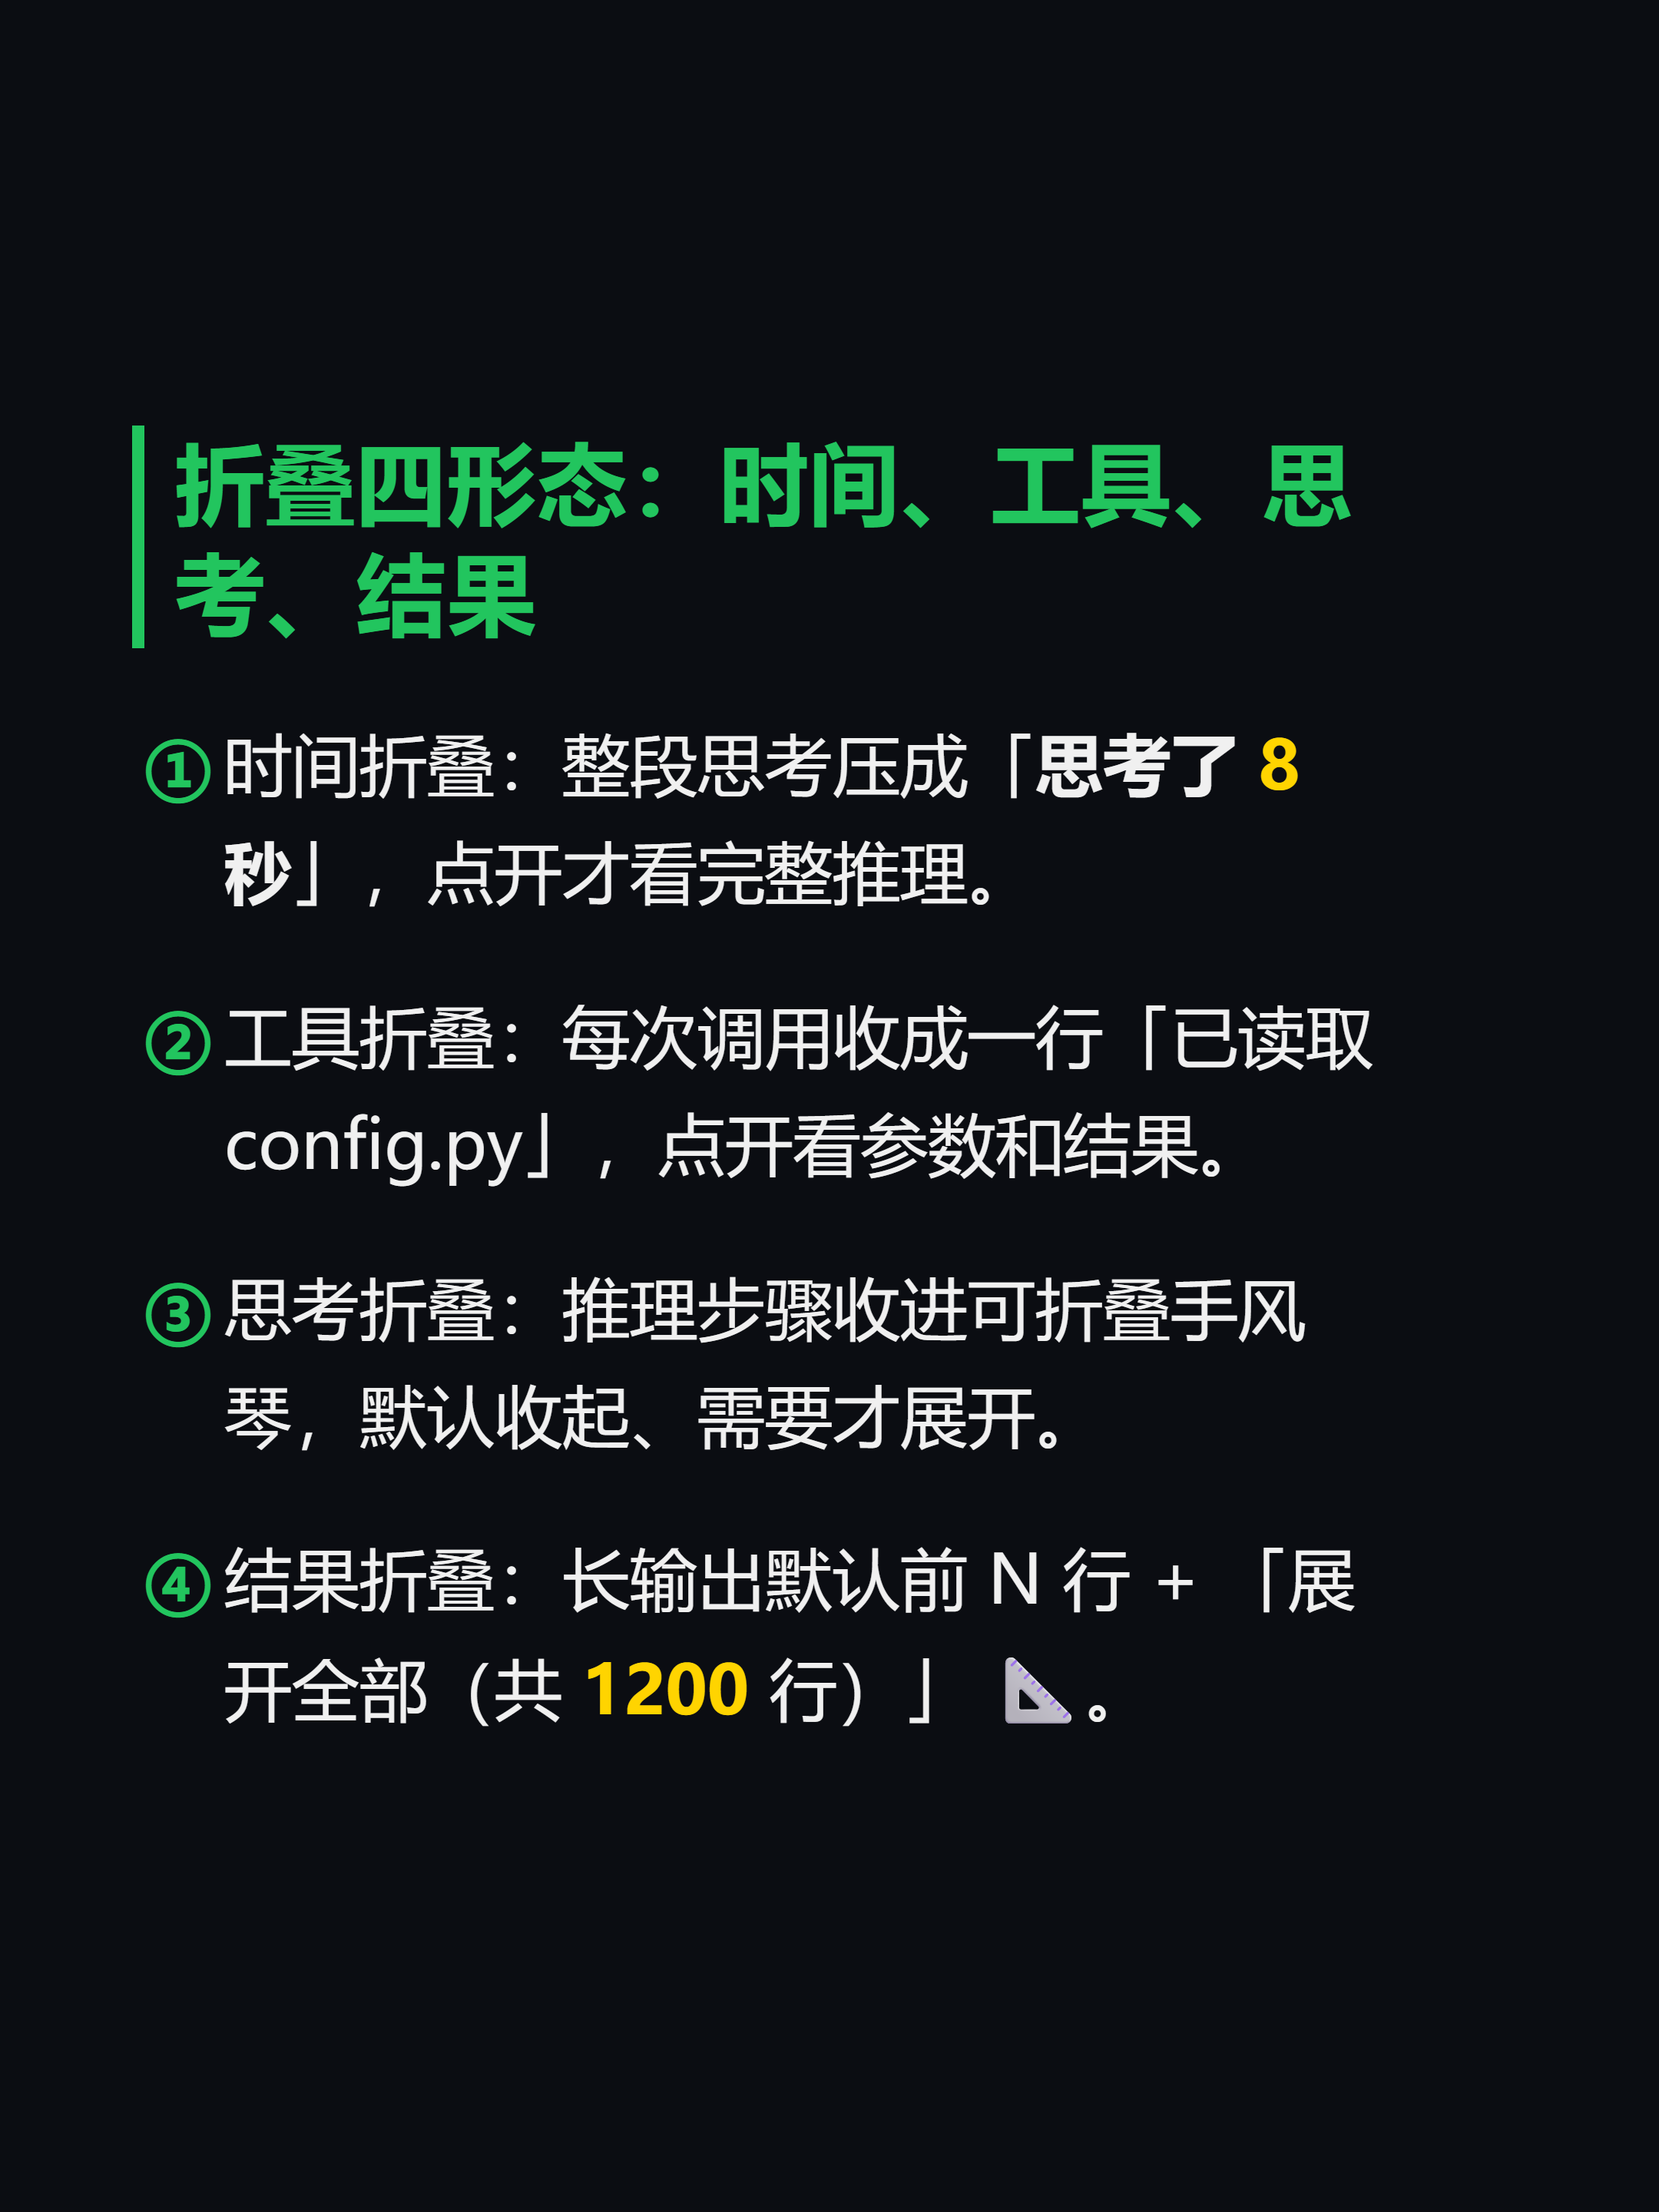 折叠四形态：时间、工具、思
考、结果
①时间折叠：整段思考压成「思考了 8
秒」，点开才看完整推理。
②工具折叠：每次调用收成一行「已读取
config.py」，点开看参数和结果。
③思考折叠：推理步骤收进可折叠手风
琴，默认收起、需要才展开。
④结果折叠：长输出默认前 N 行 + 「展
开全部（共 1200 行）」 📐。